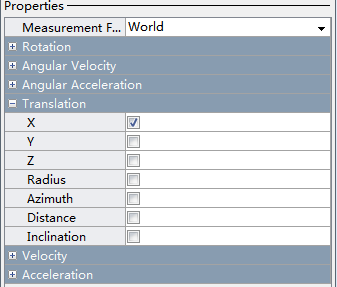 Properties
Measurement F... World
Rotation
Angular Velocity
Angular Acceleration
Translation
X
Y
Z
Radius
Azimuth
Distance
Inclination
Velocity
Acceleration